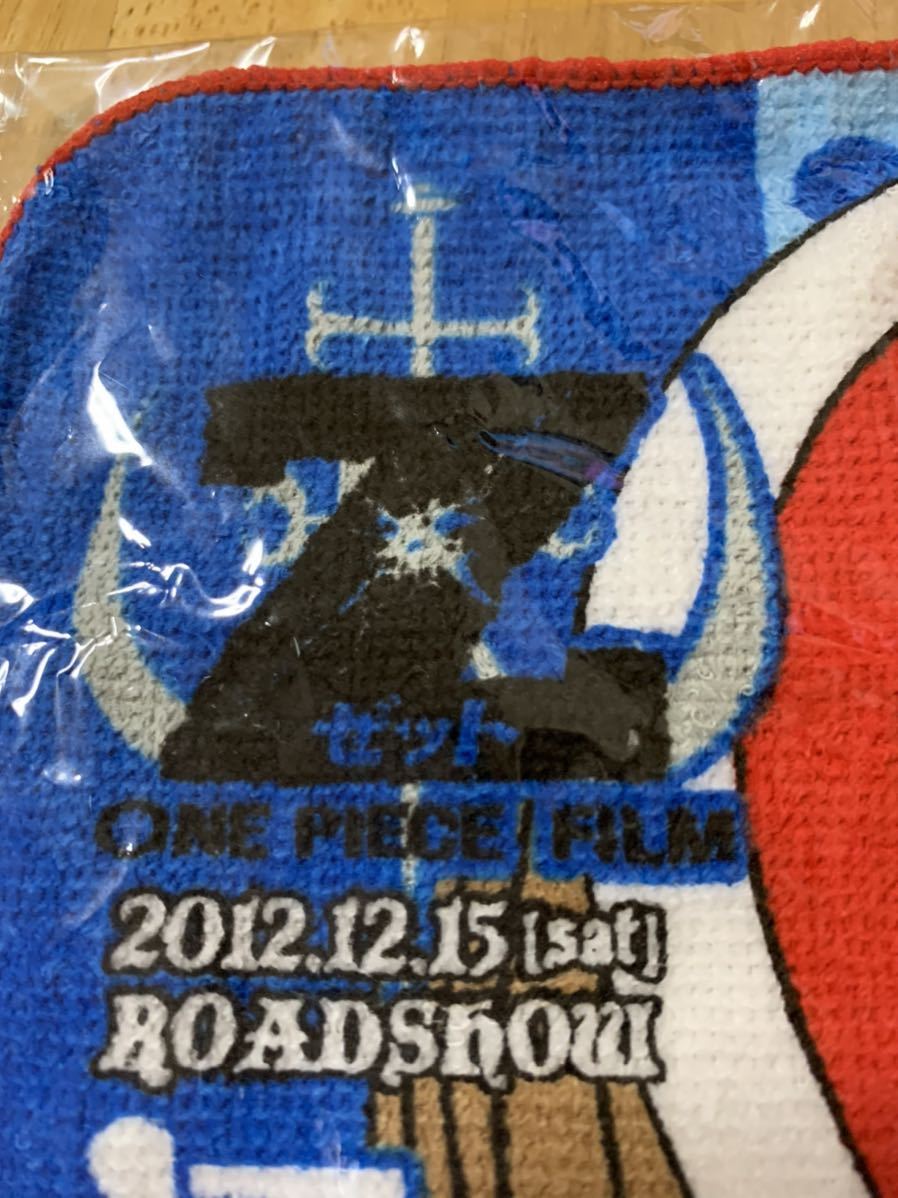 Z
ゼット
ONE PIECE FILM
2012.12.15 [sat]
ROADSHOW